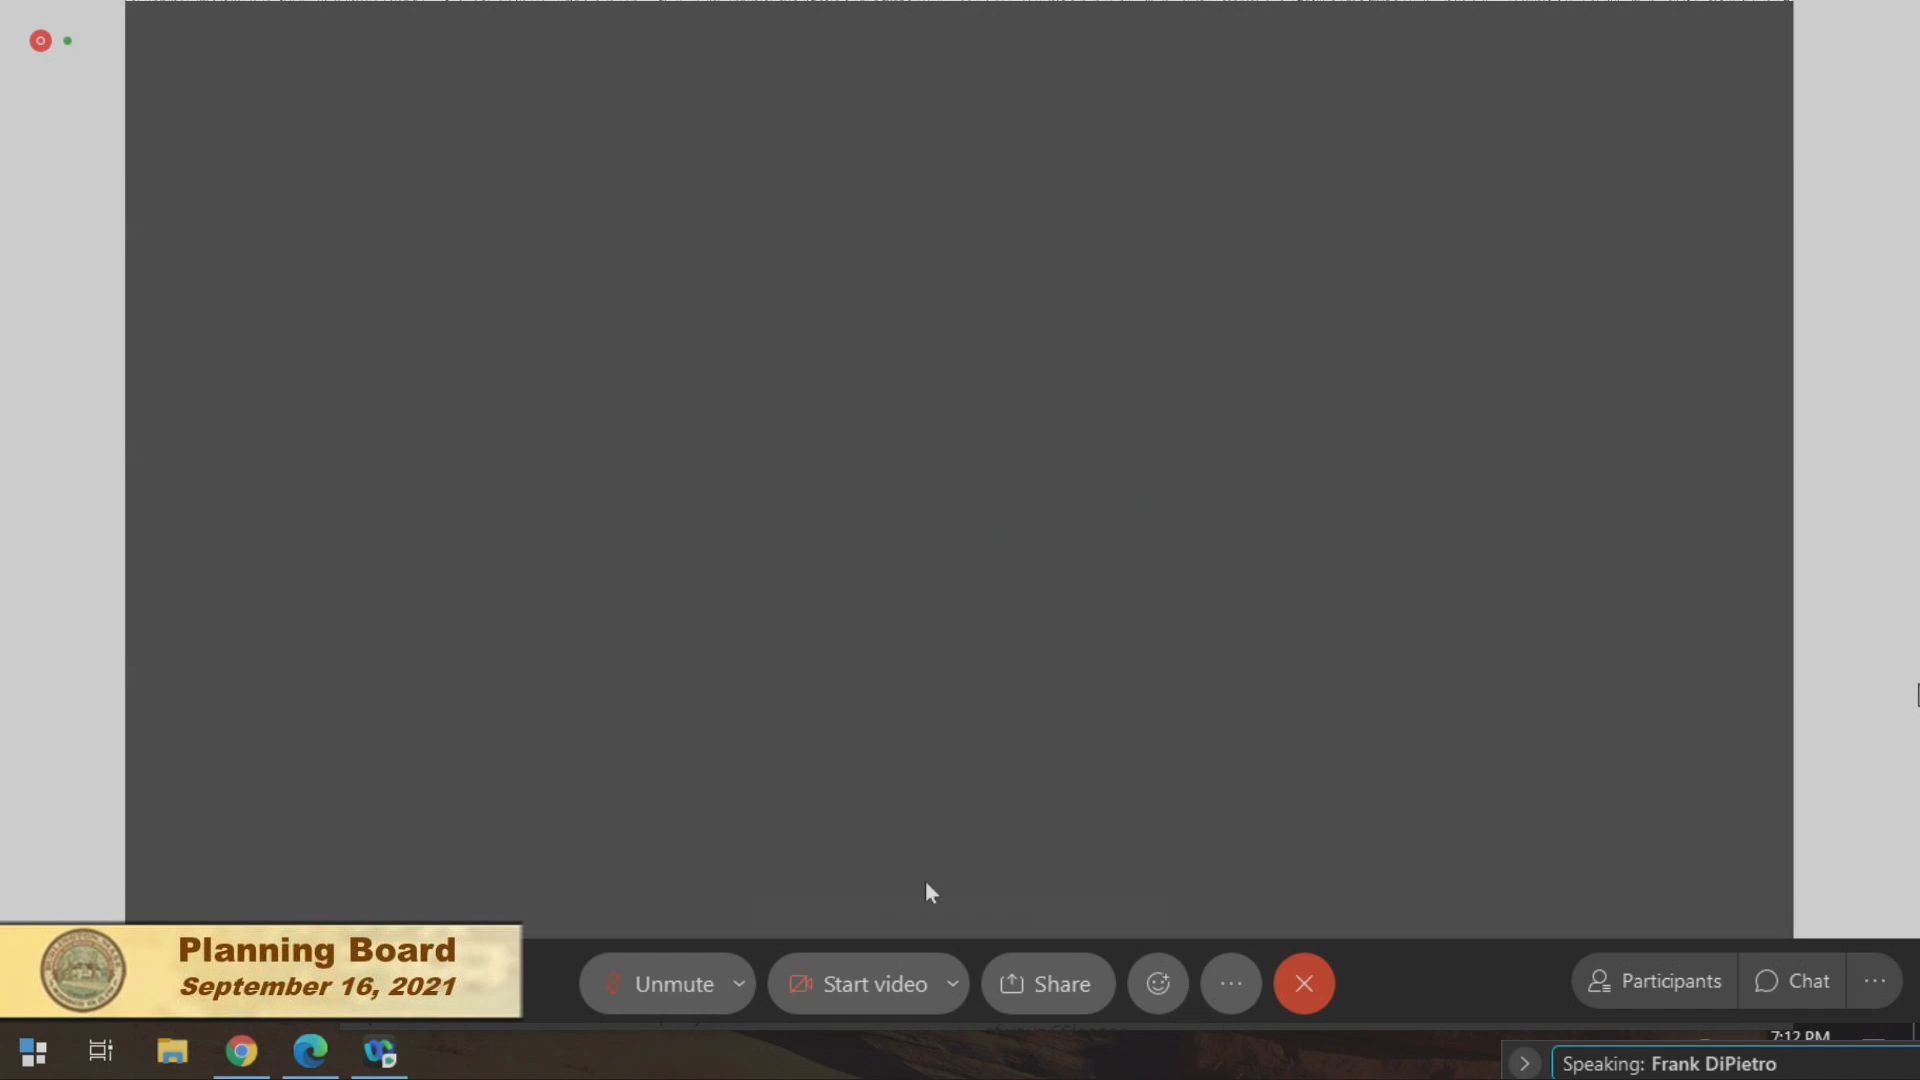 Planning Board
September 16, 2021
Unmute
Start video
Share
Participants
Chat
7:12 PM
Speaking: Frank DiPietro